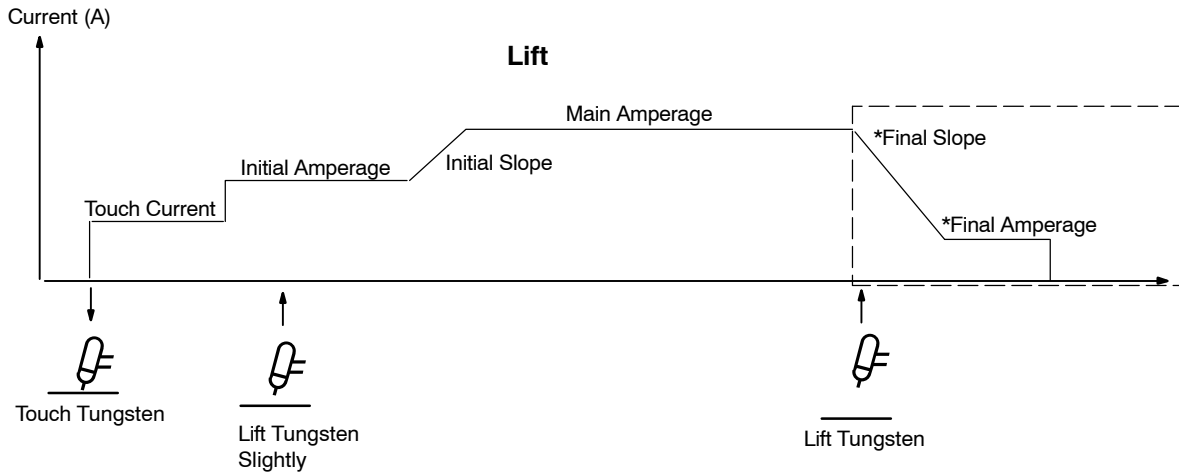 Current (A)
Lift
Main Amperage
*Final Slope
Initial Amperage
Initial Slope
Touch Current
*Final Amperage
Touch Tungsten
Lift Tungsten
Slightly
Lift Tungsten